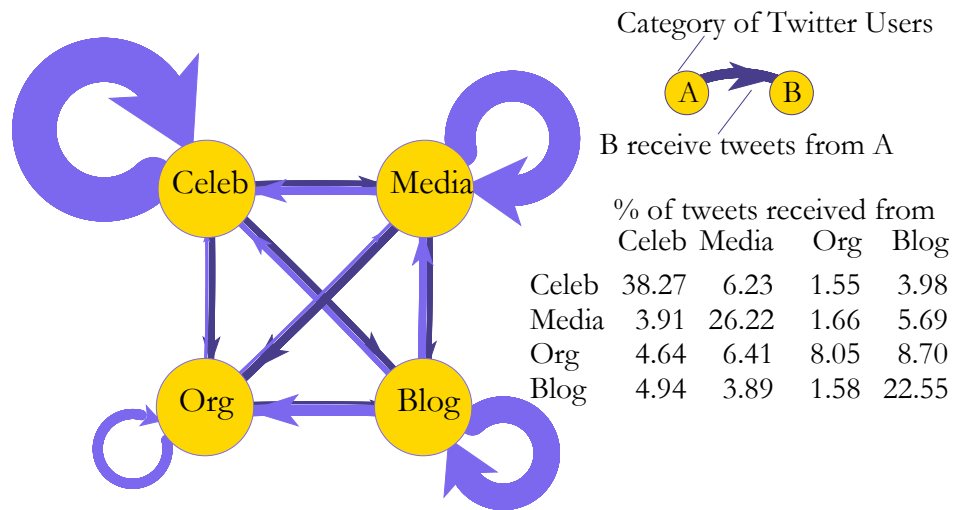 Category of Twitter Users
A B
B receive tweets from A
Celeb Media
Org Blog
% of tweets received from
Celeb Media Org Blog
Celeb 38.27 6.23 1.55 3.98
Media 3.91 26.22 1.66 5.69
Org 4.64 6.41 8.05 8.70
Blog 4.94 3.89 1.58 22.55